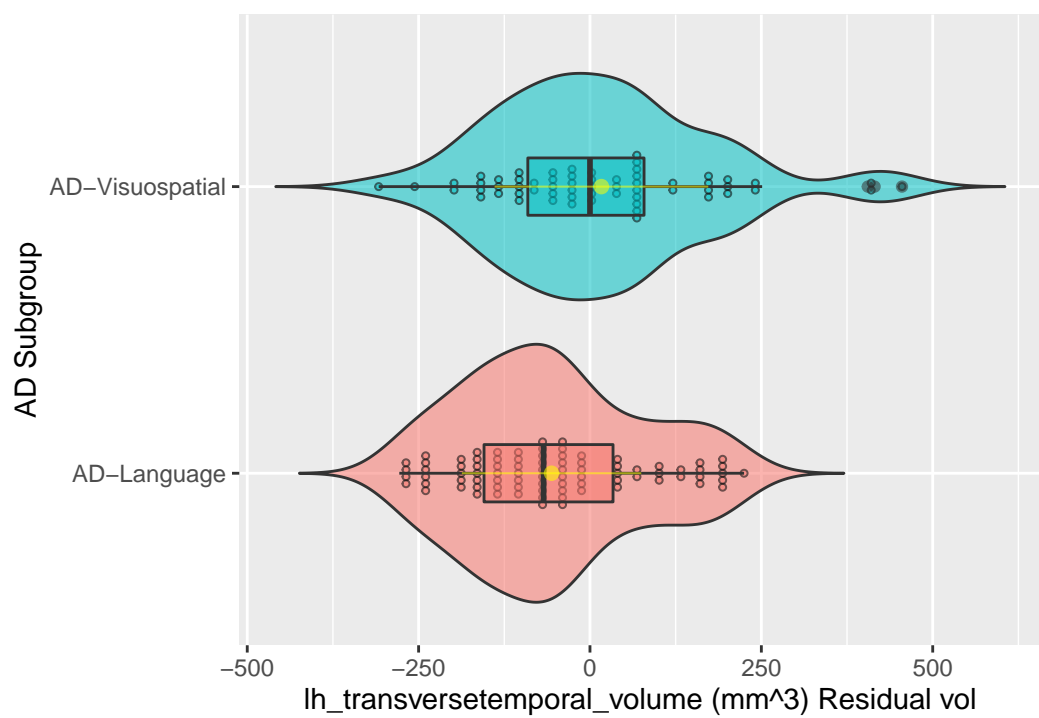 AD Subgroup
AD−Visuospatial
AD−Language
−500 −250 0 250 500
lh_transversetemporal_volume (mm^3) Residual vol